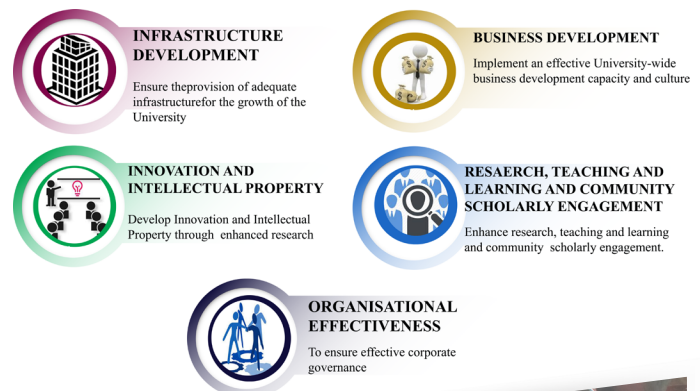 INFRASTRUCTURE
DEVELOPMENT
Ensure theprovision of adequate
infrastructurefor the growth of the
University
BUSINESS DEVELOPMENT
Implement an effective University-wide
business development capacity and culture
INNOVATION AND
INTELLECTUAL PROPERTY
Develop Innovation and Intellectual
Property through enhanced research
RESAERCH, TEACHING AND
LEARNING AND COMMUNITY
SCHOLARLY ENGAGEMENT
Enhance research, teaching and learning
and community scholarly engagement.
ORGANISATIONAL
EFFECTIVENESS
To ensure effective corporate
governance